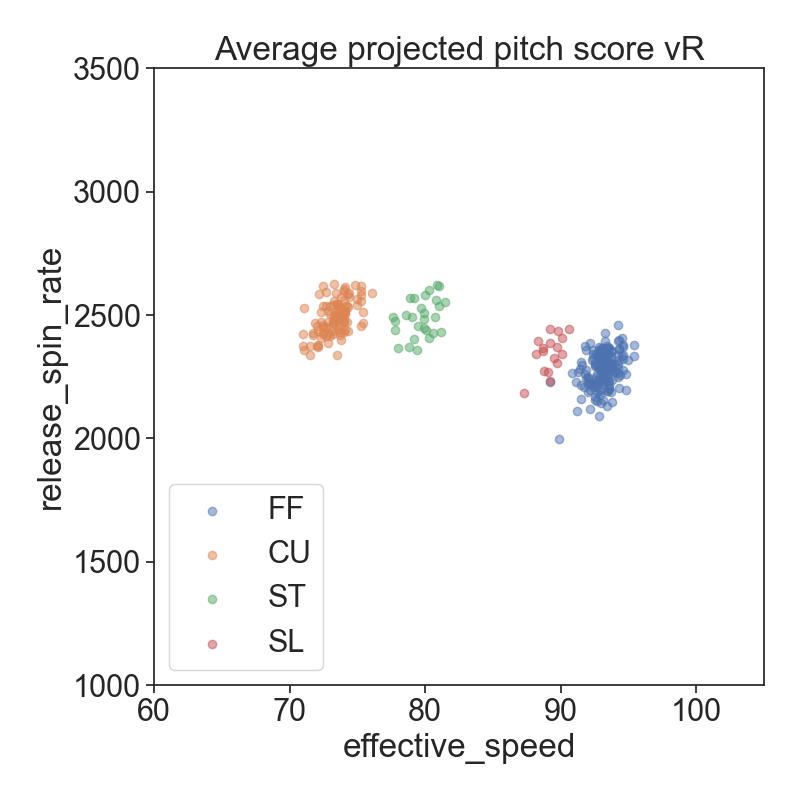 Average projected pitch score vR
3500
3000
2500
2000
1500
1000
release_spin_rate
FF
CU
ST
SL
60 70 80 90 100
effective_speed